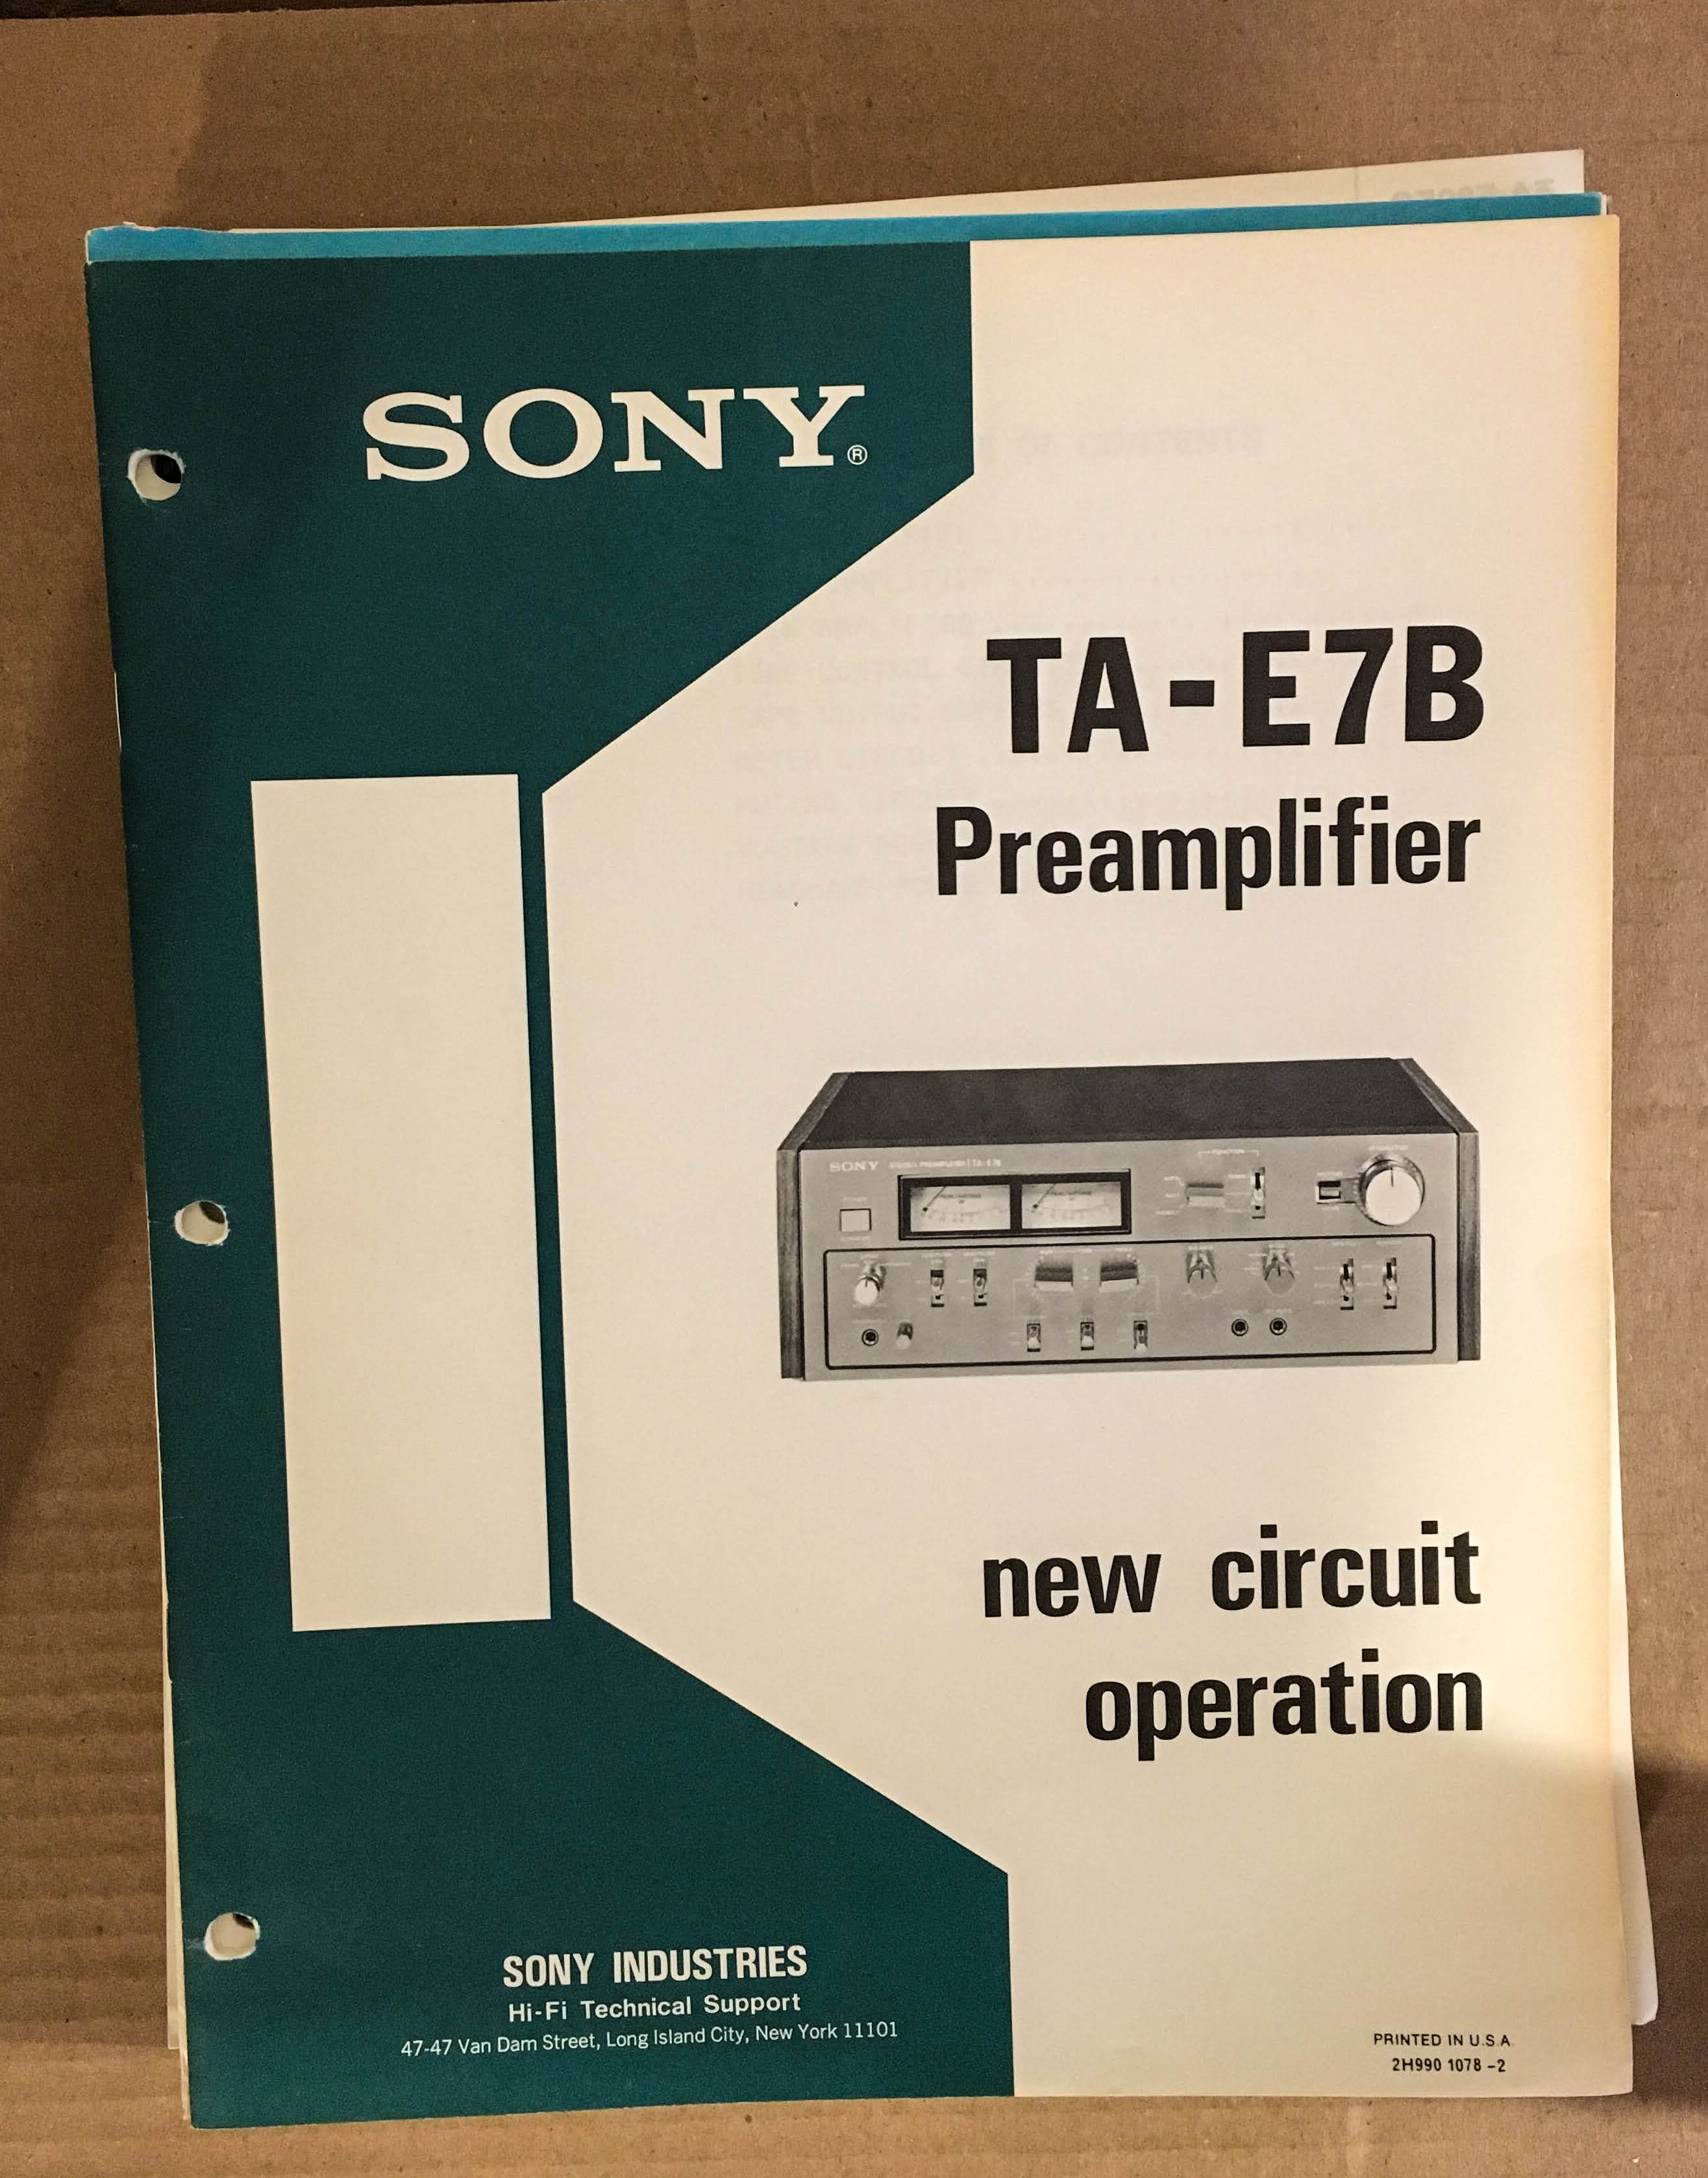 SONY®
TA-E7B
Preamplifier
SONY
new circuit
operation
SONY INDUSTRIES
Hi-Fi Technical Support
47-47 Van Dam Street, Long Island City, New York 11101
PRINTED IN U.S.A.
2H990 1078-2